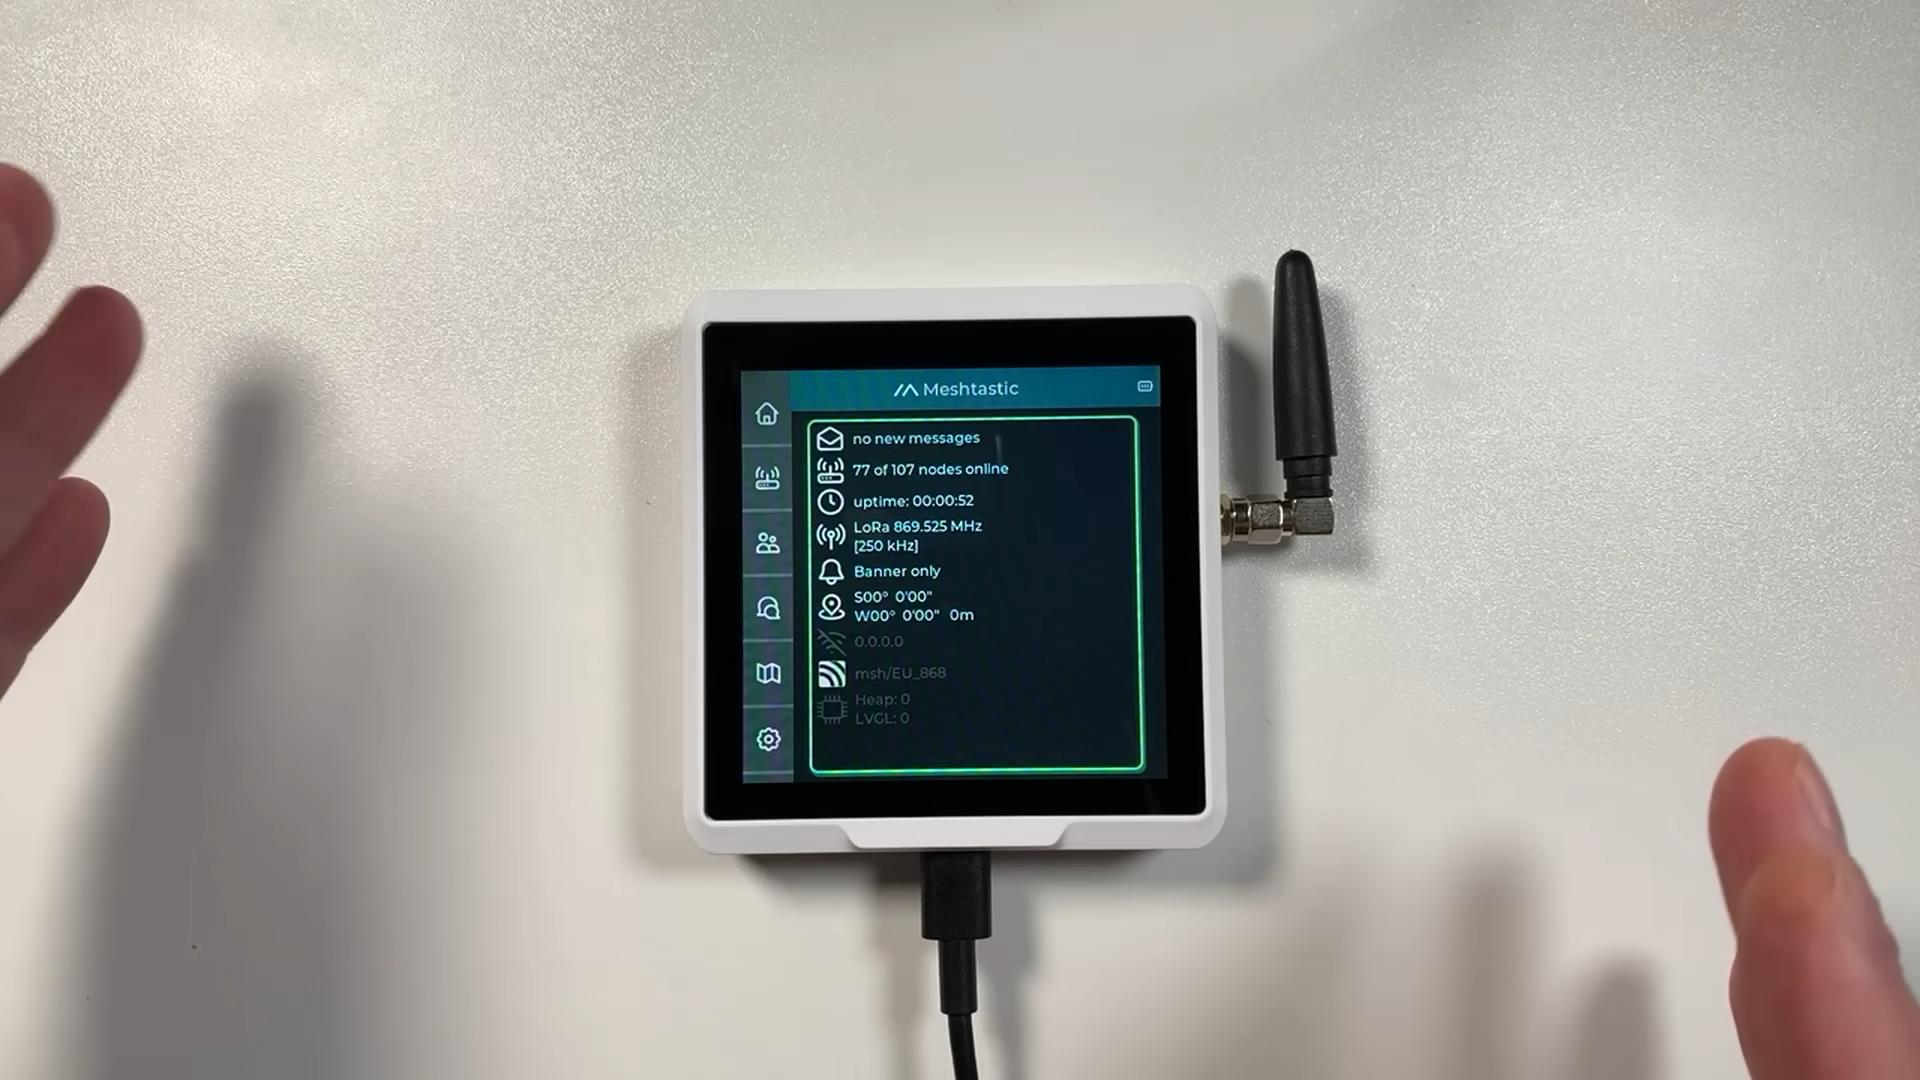 Meshtastic
no new messages
77 of 107 nodes online
uptime: 00:00:52
LoRa 869.525 MHz
[250 kHz]
Banner only
S00° 0'00"
W00° 0'00" 0m
0.0.0.0
msh/EU_868
Heap: 0
LVGL: 0